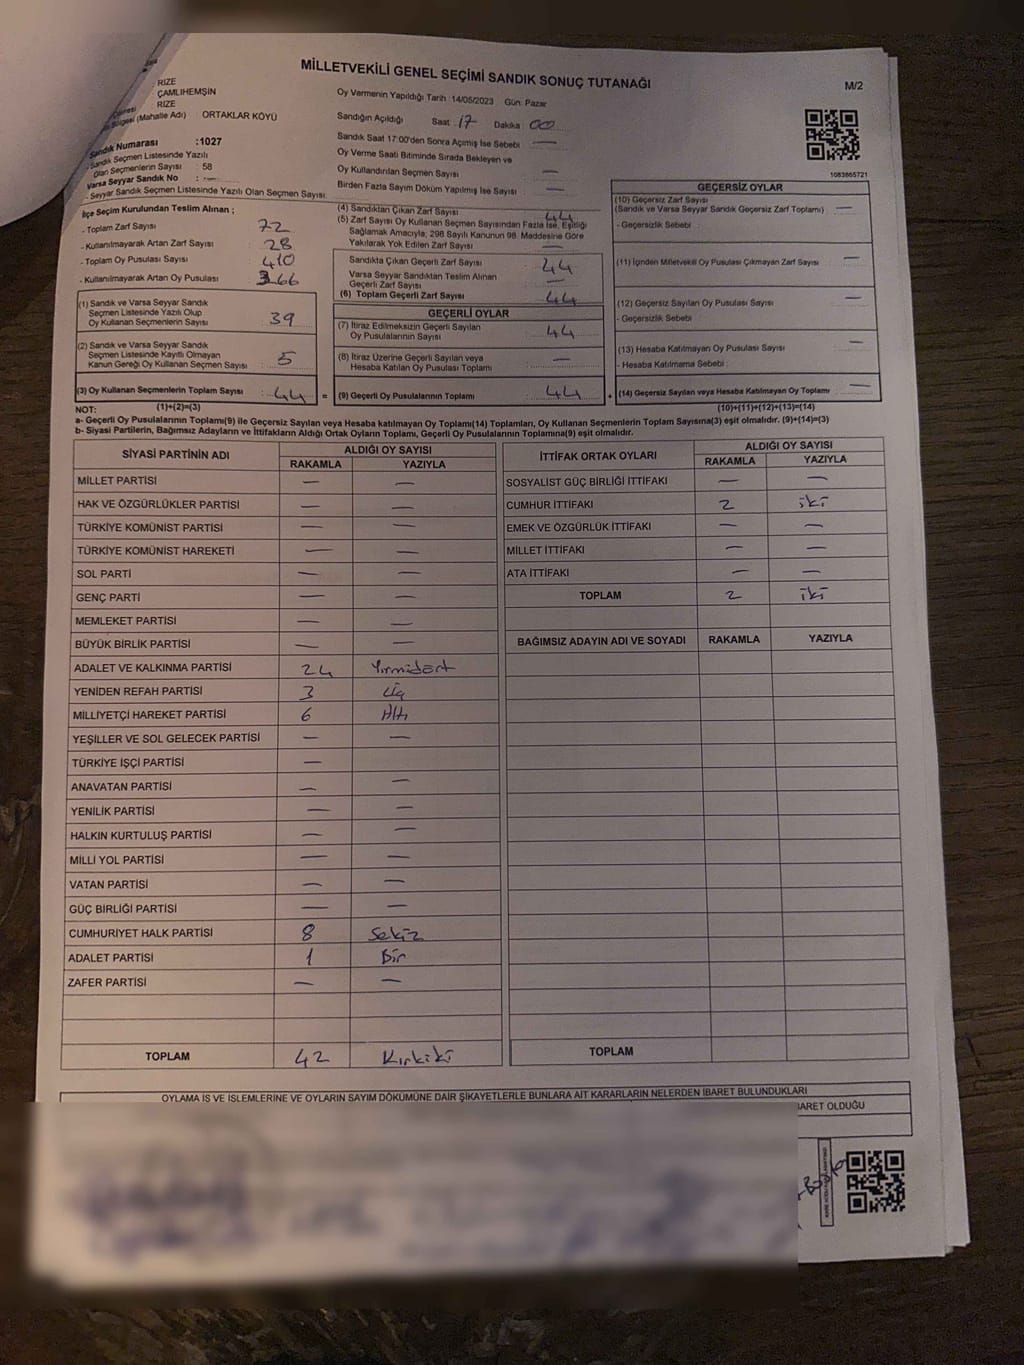 MİLLETVEKİLİ GENEL SEÇİMİ SANDIK SONUÇ TUTANAĞI
M/2
RİZE
ÇAMLIHEMŞİN
RİZE
(Mahalle Adı) ORTAKLAR KÖYÜ
Sandık Numarası :1027
Sandık Seçmen Listesinde Yazılı
Olan Seçmenlerin Sayısı : 58
Varsa Seyyar Sandık No : —
- Seyyar Sandık Seçmen Listesinde Yazılı Olan Seçmen Sayısı:
Oy Vermenin Yapıldığı Tarih :14/05/2023 Gün: Pazar
Sandığın Açıldığı Saat :17 Dakika :00
Sandık Saat 17:00'den Sonra Açmış İse Sebebi : —
Oy Verme Saati Bitiminde Sırada Bekleyen ve
Oy Kullandırılan Seçmen Sayısı : —
Birden Fazla Sayım Döküm Yapılmış İse Sayısı : —
1083865721
İlçe Seçim Kurulundan Teslim Alınan ;
- Toplam Zarf Sayısı : 72
- Kullanılmayarak Artan Zarf Sayısı : 28
- Toplam Oy Pusulası Sayısı : 410
- Kullanılmayarak Artan Oy Pusulası : 366
(1) Sandık ve Varsa Seyyar Sandık
Seçmen Listesinde Yazılı Olup
Oy Kullanan Seçmenlerin Sayısı : 39
(2) Sandık ve Varsa Seyyar Sandık
Seçmen Listesinde Kayıtlı Olmayan
Kanun Gereği Oy Kullanan Seçmen Sayısı : 5
(3) Oy Kullanan Seçmenlerin Toplam Sayısı : 44
(4) Sandıktan Çıkan Zarf Sayısı : 44
(5) Zarf Sayısı Oy Kullanan Seçmen Sayısından Fazla İse, Eşitliği
Sağlamak Amacıyla, 298 Sayılı Kanunun 98. Maddesine Göre
Yakılarak Yok Edilen Zarf Sayısı : —
Sandıkta Çıkan Geçerli Zarf Sayısı : 44
Varsa Seyyar Sandıktan Teslim Alınan
Geçerli Zarf Sayısı : —
(6) Toplam Geçerli Zarf Sayısı : 44
GEÇERLİ OYLAR
(7) İtiraz Edilmeksizin Geçerli Sayılan
Oy Pusulalarının Sayısı : 44
(8) İtiraz Üzerine Geçerli Sayılan veya
Hesaba Katılan Oy Pusulası Toplamı : —
= (9) Geçerli Oy Pusulalarının Toplamı : 44
GEÇERSİZ OYLAR
(10) Geçersiz Zarf Sayısı
(Sandık ve Varsa Seyyar Sandık Geçersiz Zarf Toplamı) : —
- Geçersizlik Sebebi :
(11) İçinden Milletvekili Oy Pusulası Çıkmayan Zarf Sayısı : —
(12) Geçersiz Sayılan Oy Pusulası Sayısı : —
- Geçersizlik Sebebi :
(13) Hesaba Katılmayan Oy Pusulası Sayısı : —
- Hesaba Katılmama Sebebi :
+ (14) Geçersiz Sayılan veya Hesaba Katılmayan Oy Toplamı : —
NOT: (1)+(2)=(3) (10)+(11)+(12)+(13)=(14)
a- Geçerli Oy Pusulalarının Toplamı(9) ile Geçersiz Sayılan veya Hesaba katılmayan Oy Toplamı(14) Toplamları, Oy Kullanan Seçmenlerin Toplam Sayısına(3) eşit olmalıdır. (9)+(14)=(3)
b- Siyasi Partilerin, Bağımsız Adayların ve İttifakların Aldığı Ortak Oyların Toplamı, Geçerli Oy Pusulalarının Toplamına(9) eşit olmalıdır.
SİYASİ PARTİNİN ADI ALDIĞI OY SAYISI
RAKAMLA YAZIYLA
MİLLET PARTİSİ — —
HAK VE ÖZGÜRLÜKLER PARTİSİ — —
TÜRKİYE KOMÜNİST PARTİSİ — —
TÜRKİYE KOMÜNİST HAREKETİ — —
SOL PARTİ — —
GENÇ PARTİ — —
MEMLEKET PARTİSİ — —
BÜYÜK BİRLİK PARTİSİ — —
ADALET VE KALKINMA PARTİSİ 24 Yirmidört
YENİDEN REFAH PARTİSİ 3 üç
MİLLİYETÇİ HAREKET PARTİSİ 6 Altı
YEŞİLLER VE SOL GELECEK PARTİSİ — —
TÜRKİYE İŞÇİ PARTİSİ —
ANAVATAN PARTİSİ — —
YENİLİK PARTİSİ — —
HALKIN KURTULUŞ PARTİSİ — —
MİLLİ YOL PARTİSİ — —
VATAN PARTİSİ — —
GÜÇ BİRLİĞİ PARTİSİ — —
CUMHURİYET HALK PARTİSİ 8 Sekiz
ADALET PARTİSİ 1 Bir
ZAFER PARTİSİ — —
TOPLAM 42 Kırkiki
İTTİFAK ORTAK OYLARI ALDIĞI OY SAYISI
RAKAMLA YAZIYLA
SOSYALİST GÜÇ BİRLİĞİ İTTİFAKI — —
CUMHUR İTTİFAKI 2 iki
EMEK VE ÖZGÜRLÜK İTTİFAKI — —
MİLLET İTTİFAKI — —
ATA İTTİFAKI — —
TOPLAM 2 iki
BAĞIMSIZ ADAYIN ADI VE SOYADI RAKAMLA YAZIYLA
TOPLAM
OYLAMA İŞ VE İŞLEMLERİNE VE OYLARIN SAYIM DÖKÜMÜNE DAİR ŞİKAYETLERLE BUNLARA AİT KARARLARIN NELERDEN İBARET BULUNDUKLARI
BARET OLDUĞU